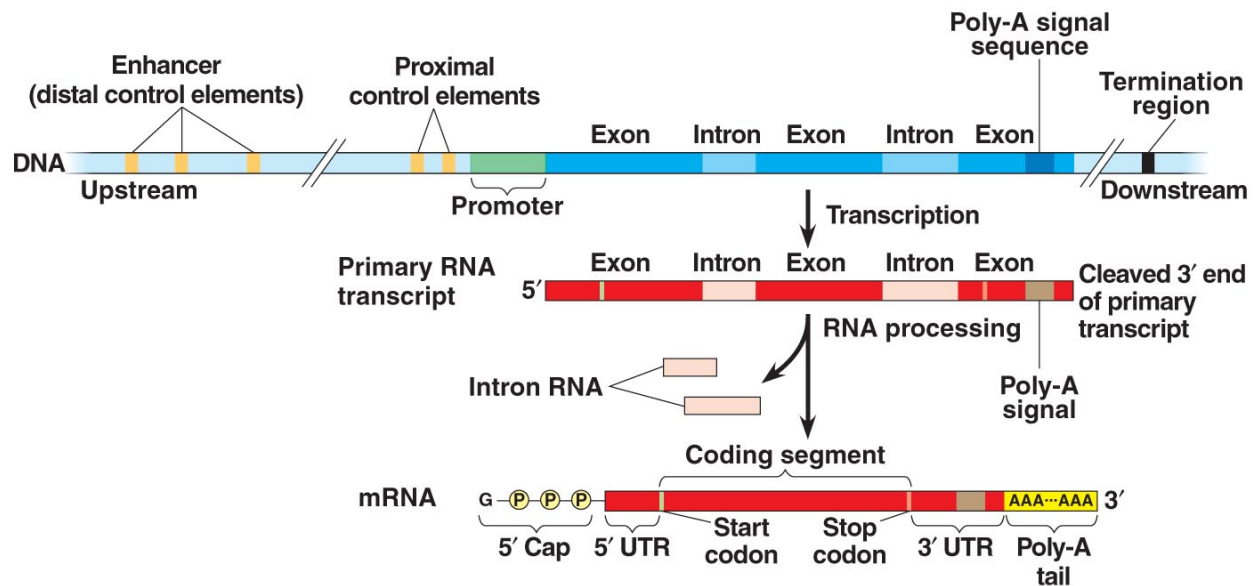 Poly-A signal
sequence
Enhancer
(distal control elements)
Proximal
control elements
Termination
region
Exon Intron Exon Intron Exon
DNA
Upstream
Promoter
Downstream
Transcription
Primary RNA
transcript
5′
Exon Intron Exon Intron Exon
Cleaved 3′ end
of primary
transcript
RNA processing
Intron RNA
Poly-A
signal
Coding segment
mRNA
G P P P
AAA···AAA 3′
5′ Cap
5′ UTR
Start
codon
Stop
codon
3′ UTR
Poly-A
tail